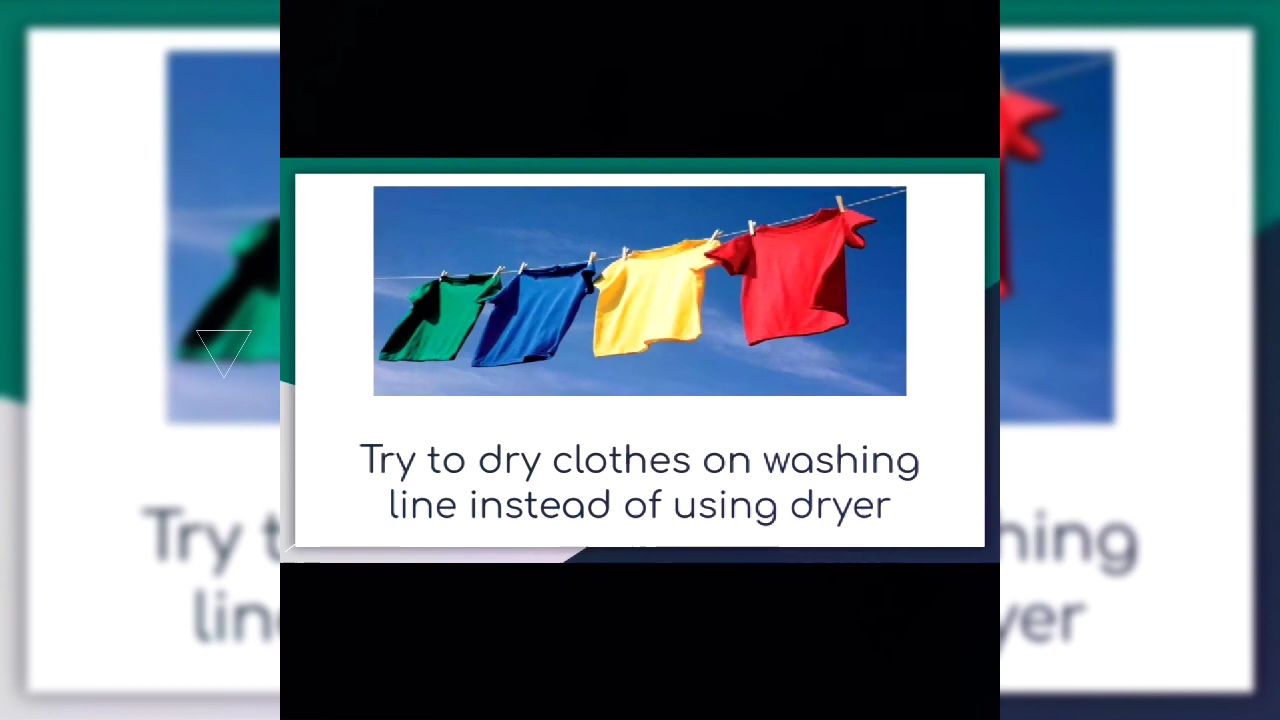 Try to dry clothes on washing
line instead of using dryer